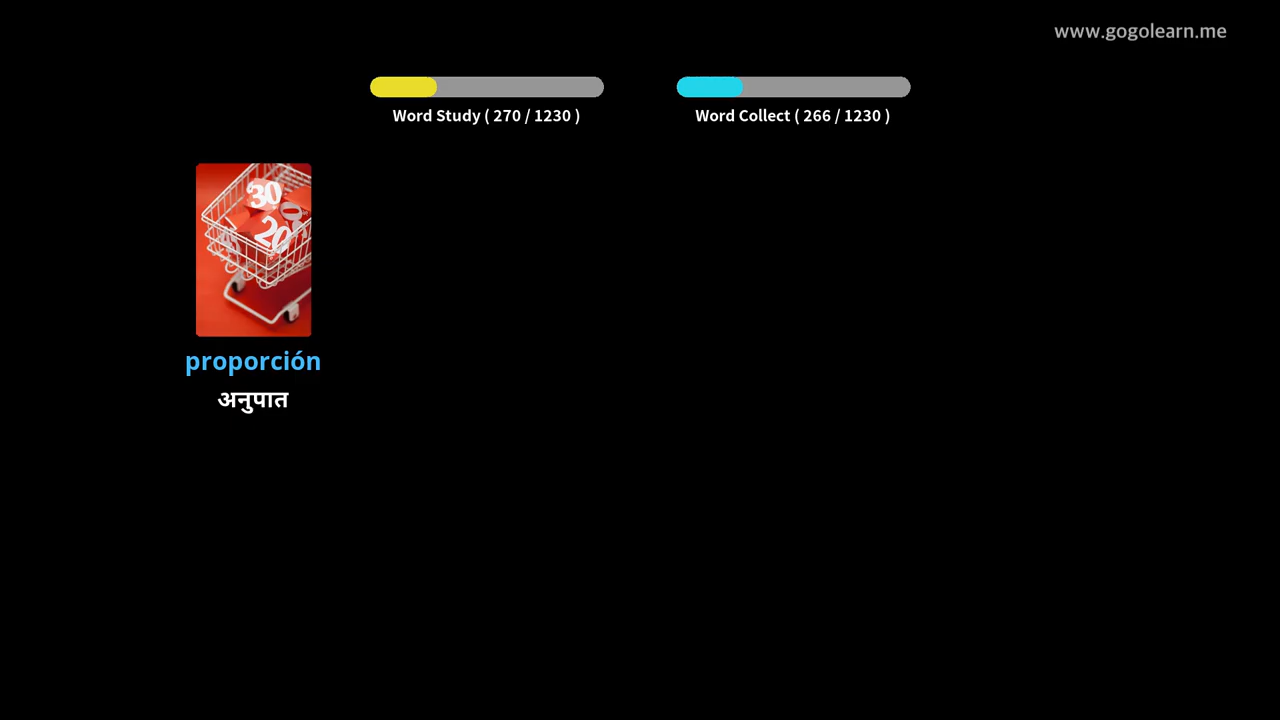 www.gogolearn.me
Word Study ( 270 / 1230 )
Word Collect ( 266 / 1230 )
30
20
proporción
अनुपात